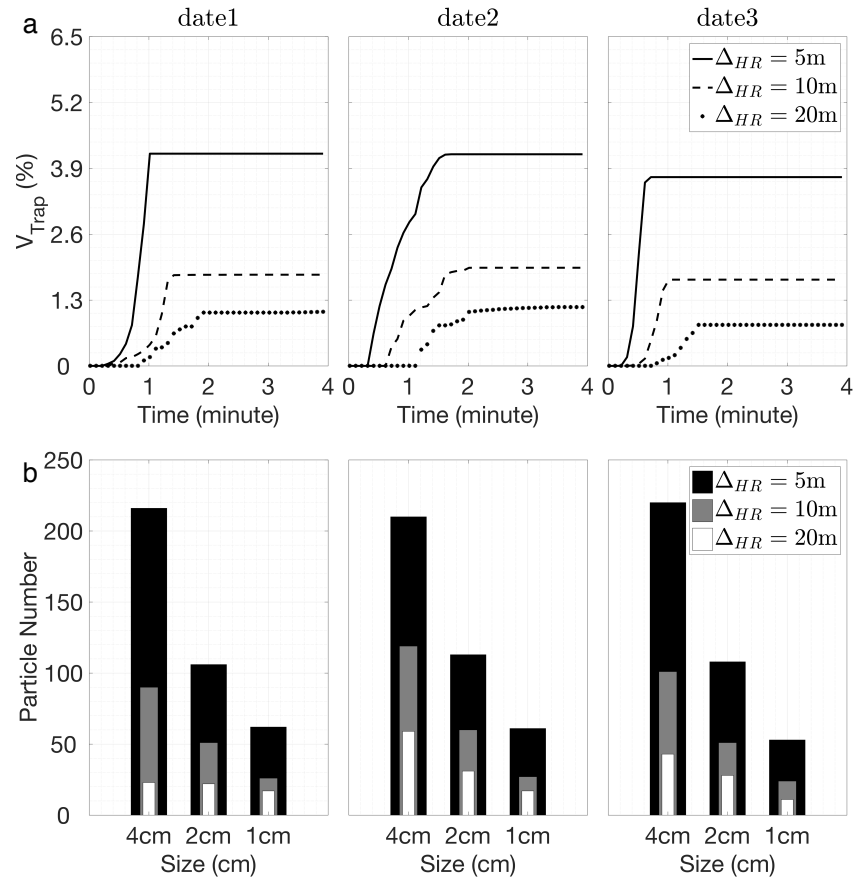 a
date1 date2 date3
6.5
5.2
3.9
2.6
1.3
0
V_Trap (%)
Δ_HR = 5m
Δ_HR = 10m
Δ_HR = 20m
0 1 2 3 4 0 1 2 3 4 0 1 2 3 4
Time (minute) Time (minute) Time (minute)
b
250
200
150
100
50
0
Particle Number
Δ_HR = 5m
Δ_HR = 10m
Δ_HR = 20m
4cm 2cm 1cm 4cm 2cm 1cm 4cm 2cm 1cm
Size (cm) Size (cm) Size (cm)